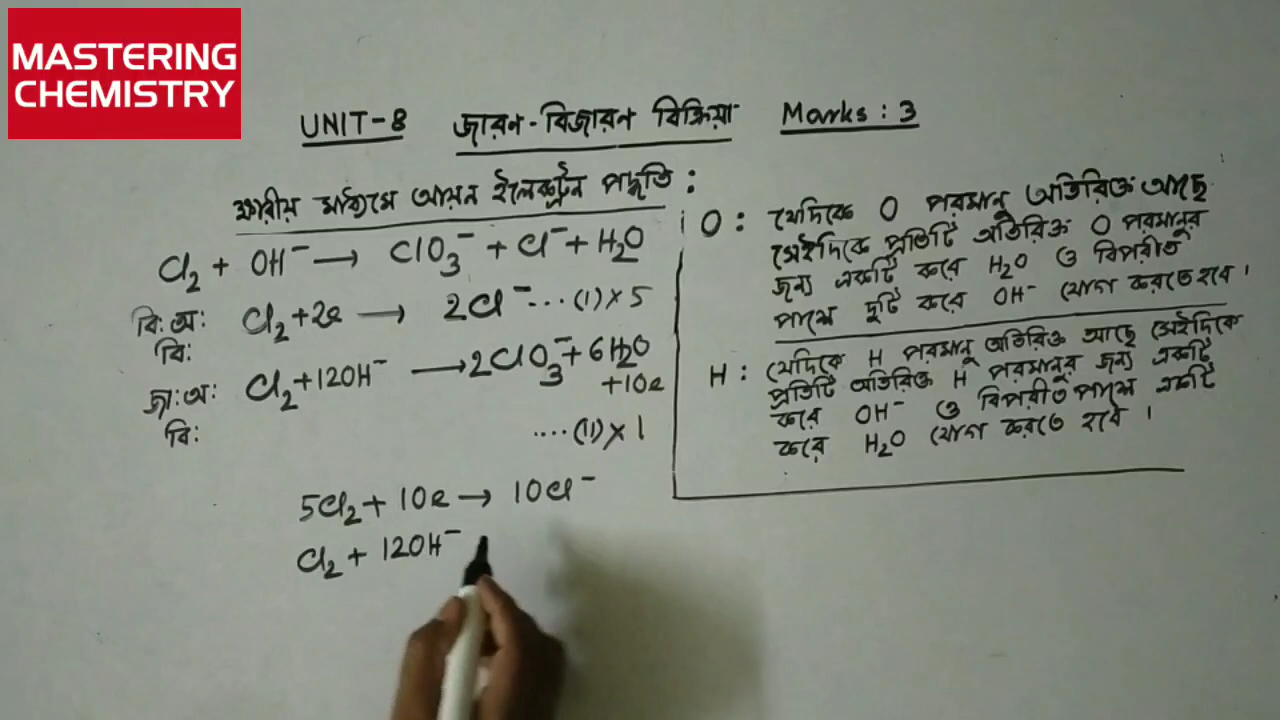 MASTERING
CHEMISTRY
UNIT-8 জারন-বিজারন বিক্রিয়া Marks: 3
ক্ষারীয় মাধ্যমে আয়ন ইলেকট্রন পদ্ধতি:
Cl₂ + OH⁻ → ClO₃⁻ + Cl⁻ + H₂O
বি: অ: Cl₂ + 2e → 2Cl⁻ ... (1) × 5
বি:
জা: অ: Cl₂ + 12OH⁻ → 2ClO₃⁻ + 6H₂O
+10e
বি: .... (11) × 1
5Cl₂ + 10e → 10Cl⁻
Cl₂ + 12OH⁻
O: যেদিকে O পরমানু অতিরিক্ত আছে
সেইদিকে প্রতিটি অতিরিক্ত O পরমানুর
জন্য একটি করে H₂O ও বিপরীত
পাশে দুটি করে OH⁻ যোগ করতে হবে।
H: যেদিকে H পরমানু অতিরিক্ত আছে সেইদিকে
প্রতিটি অতিরিক্ত H পরমানুর জন্য একটি
করে OH⁻ ও বিপরীত পাশে একটি
করে H₂O যোগ করতে হবে।